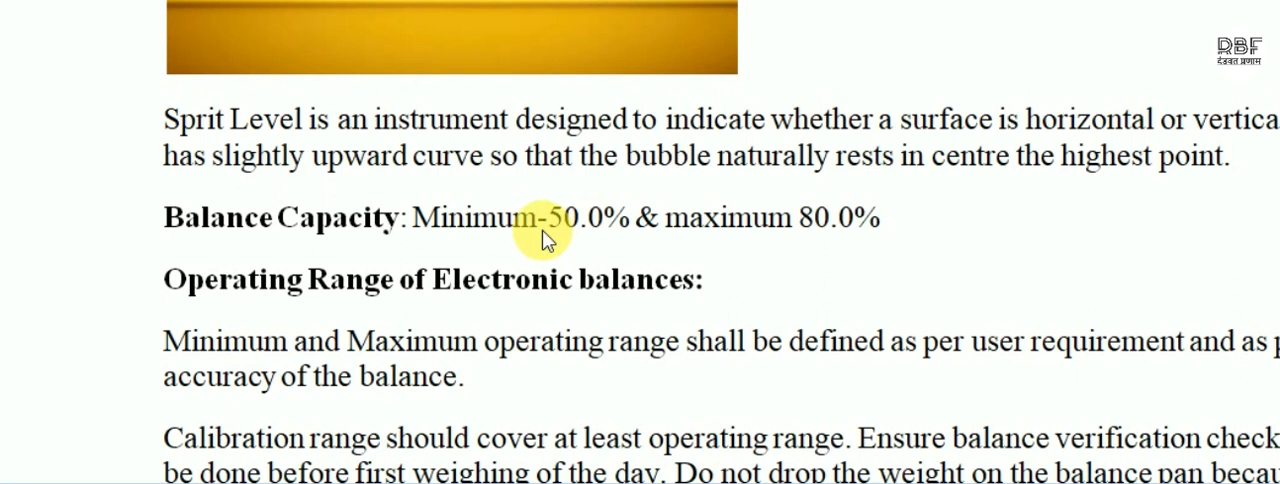 RBF
दंडवत प्रणाम
Sprit Level is an instrument designed to indicate whether a surface is horizontal or vertica
has slightly upward curve so that the bubble naturally rests in centre the highest point.
Balance Capacity: Minimum-50.0% & maximum 80.0%
Operating Range of Electronic balances:
Minimum and Maximum operating range shall be defined as per user requirement and as p
accuracy of the balance.
Calibration range should cover at least operating range. Ensure balance verification check
be done before first weighing of the day. Do not drop the weight on the balance pan becau